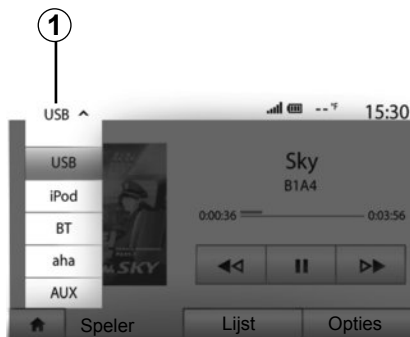 1
USB -- °F 15:30
USB
iPod
BT
aha
AUX
SKY
Sky
B1A4
0:00:36 0:03:56
Speler Lijst Opties